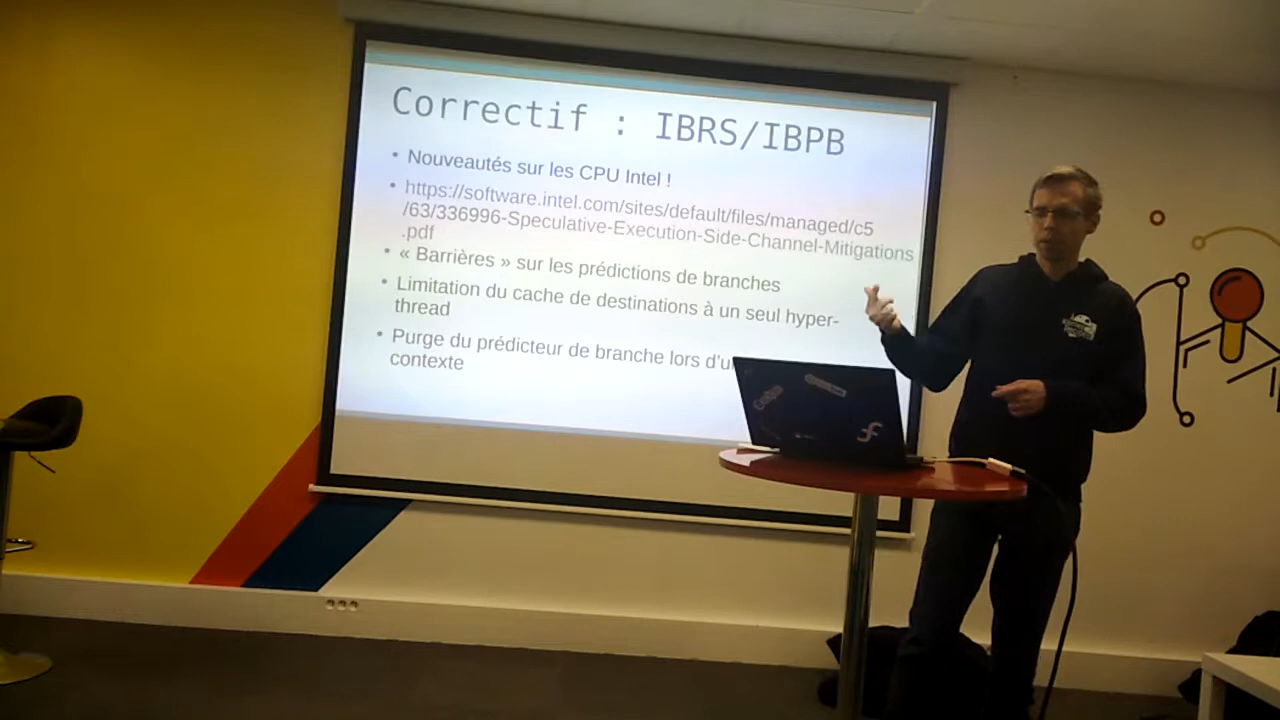 Correctif : IBRS/IBPB
• Nouveautés sur les CPU Intel !
• https://software.intel.com/sites/default/files/managed/c5
/63/336996-Speculative-Execution-Side-Channel-Mitigations
.pdf
• « Barrières » sur les prédictions de branches
• Limitation du cache de destinations à un seul hyper-
thread
• Purge du prédicteur de branche lors
contexte